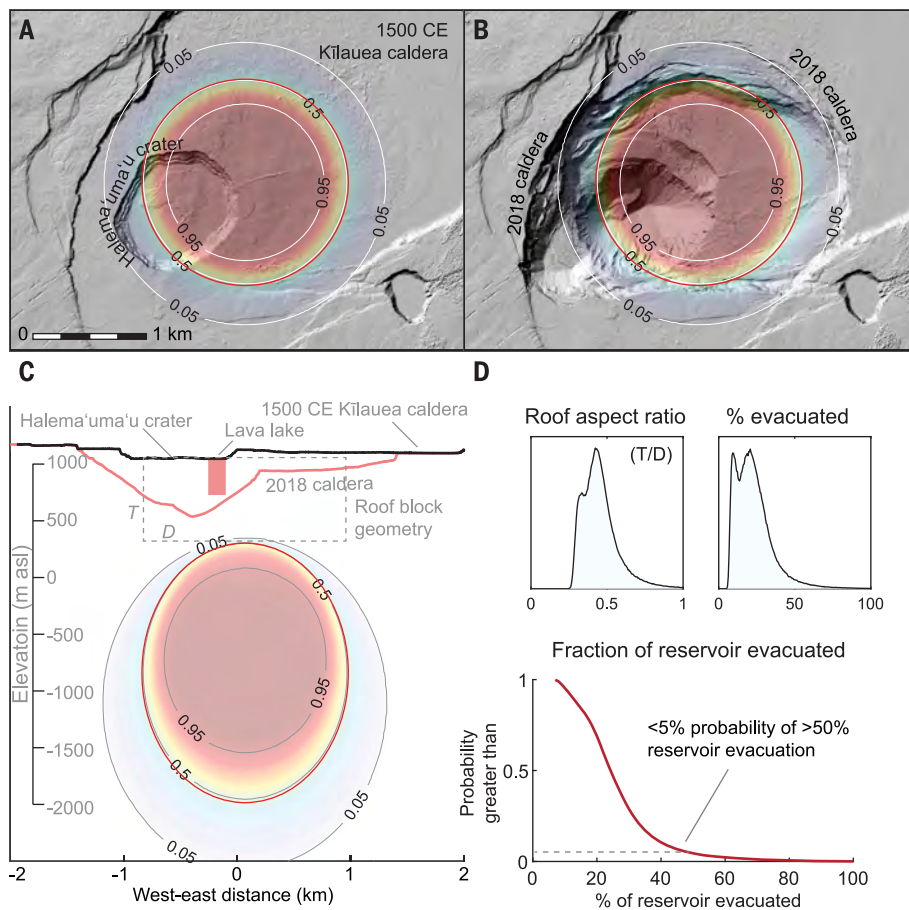 A
1500 CE
Kīlauea caldera
0.05
0.5
Halema‘uma‘u crater
0.95
0.95
0.5
0.05
0 1 km
B
0.05
2018 caldera
0.5
2018 caldera
0.95
0.05
0.95
0.5
0.05
C
Halema‘uma‘u crater
1500 CE Kīlauea caldera
Lava lake
1000
2018 caldera
T
Roof block
geometry
500
D
0.05
0.5
0
Elevatoin (m asl)
-500
-1000
0.95
0.95
-1500
0.5
0.05
-2000
0.05
-2 -1 0 1 2
West-east distance (km)
D
Roof aspect ratio
% evacuated
(T/D)
0 0.5 1
0 50 100
Fraction of reservoir evacuated
1
<5% probability of >50%
reservoir evacuation
Probability
greater than
0.5
0
0 20 40 60 80 100
% of reservoir evacuated